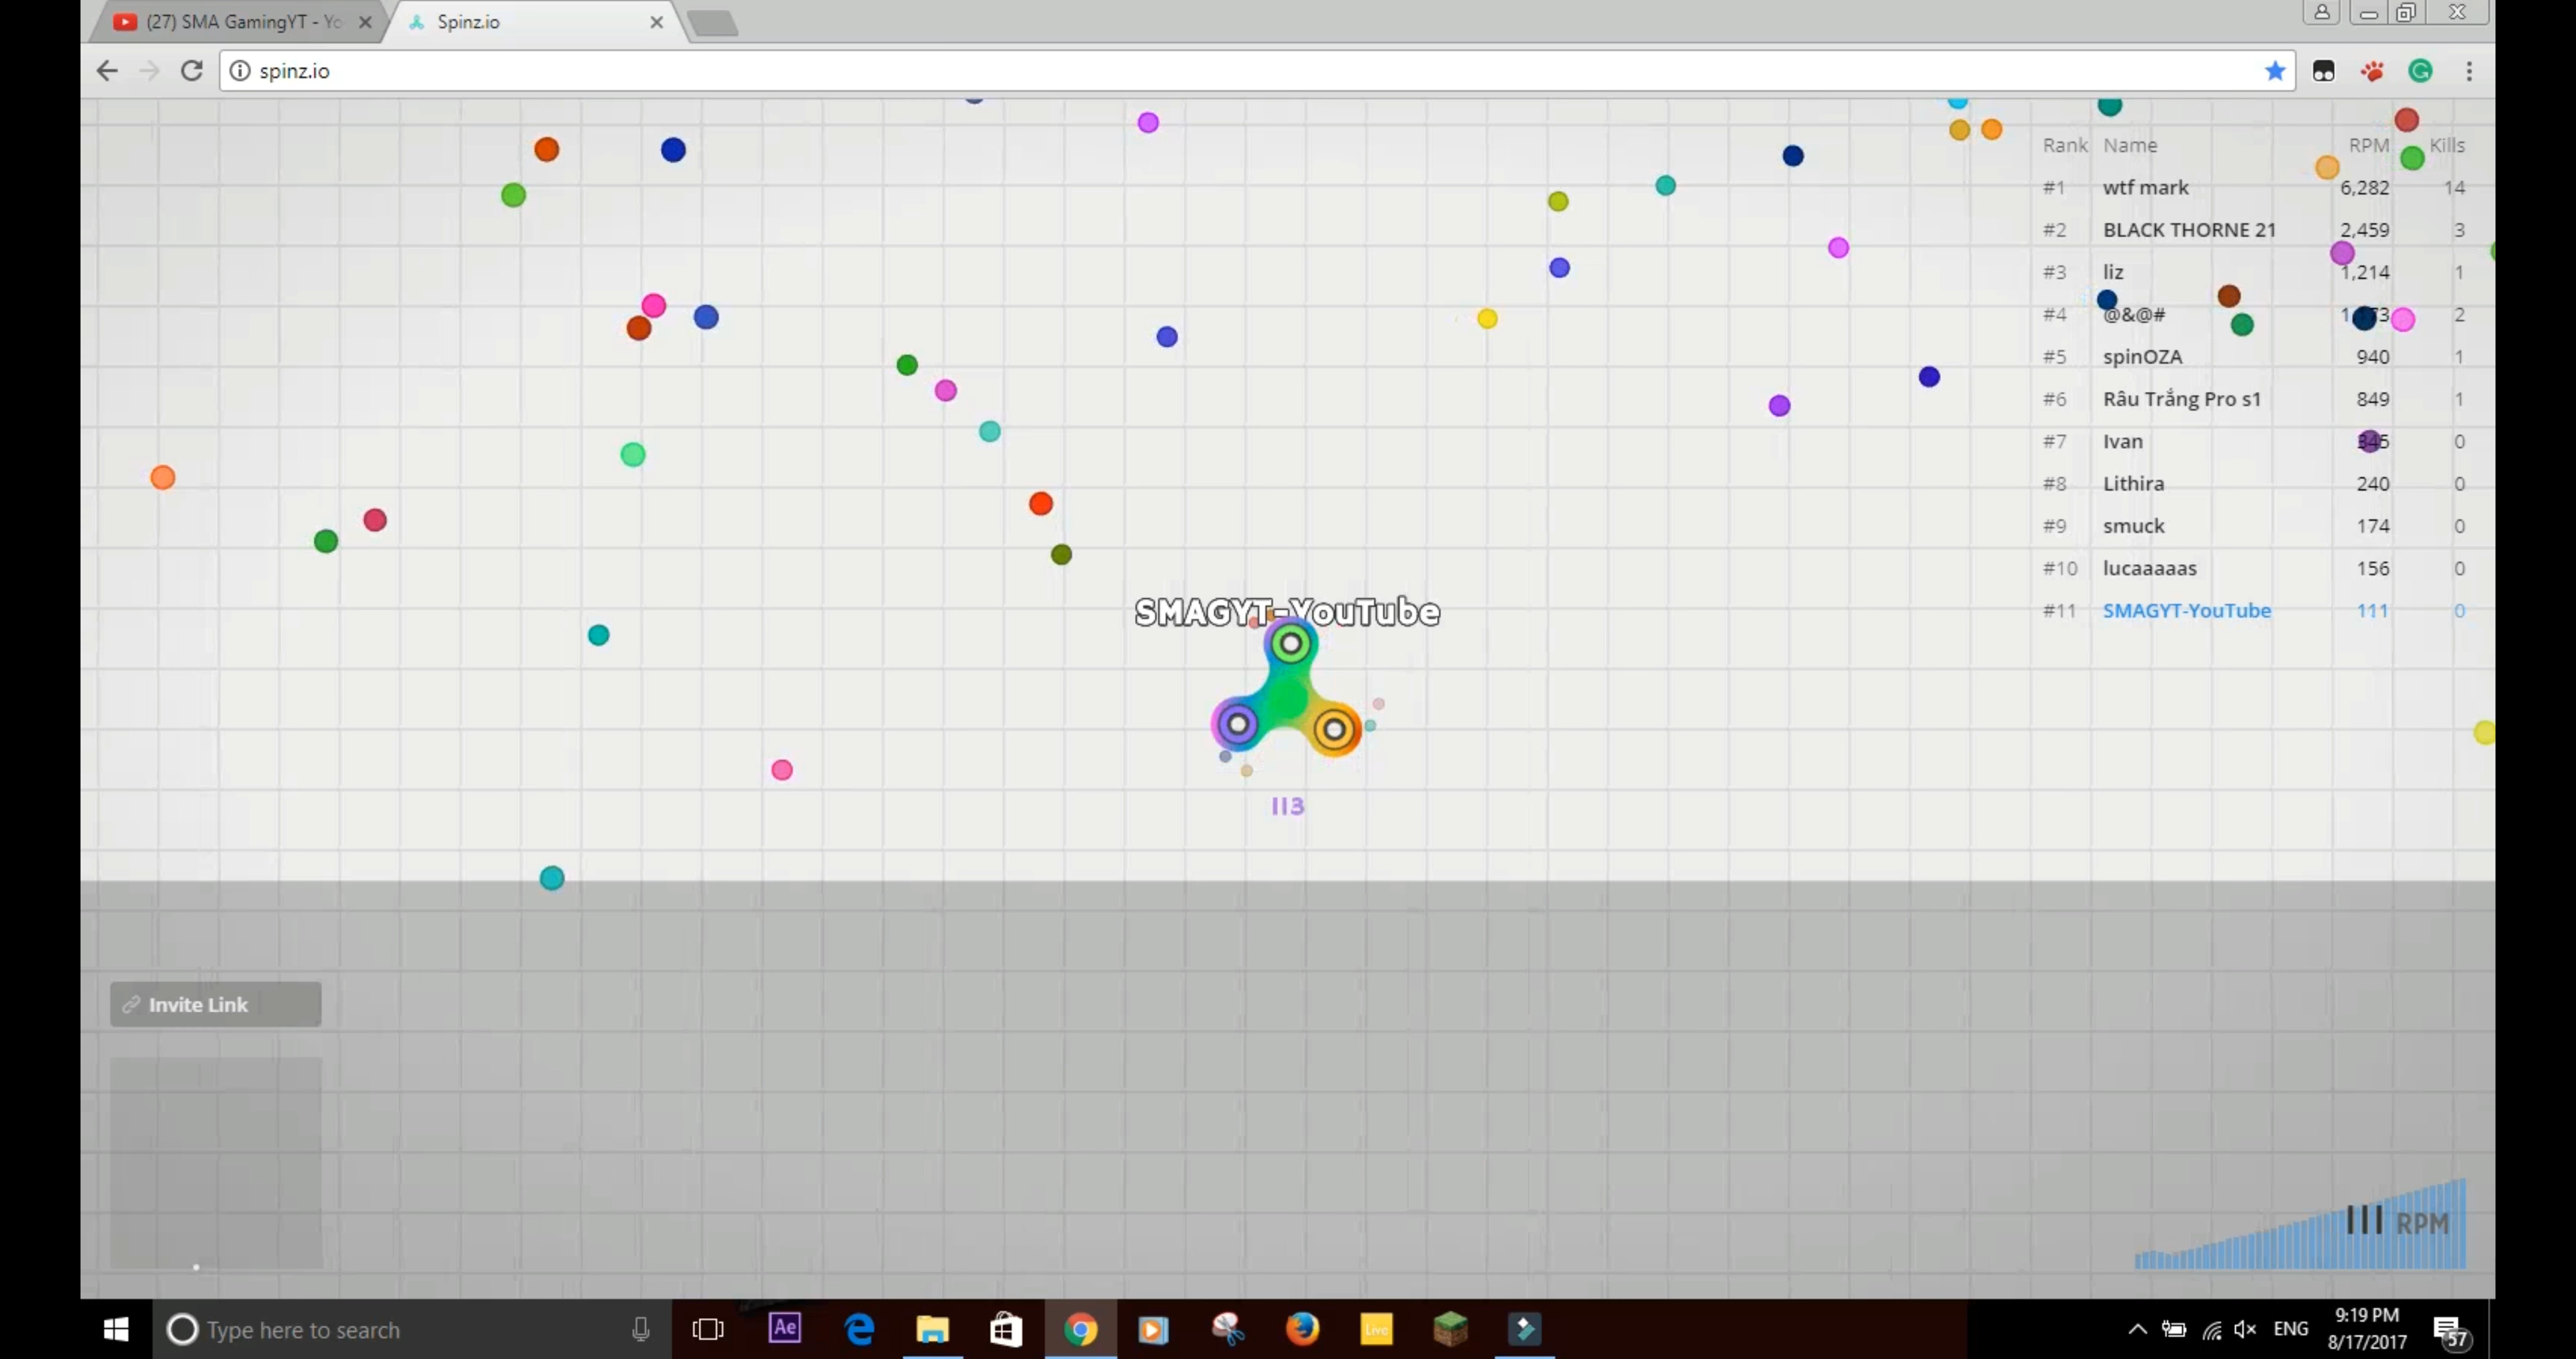 (27) SMA GamingYT - Yo
Spinz.io
spinz.io
Rank Name RPM Kills
#1 wtf mark 6,282 14
#2 BLACK THORNE 21 2,459 3
#3 liz 1,214 1
#4 @&@# 2
#5 spinOZA 940 1
#6 Râu Trắng Pro s1 849 1
#7 Ivan 345 0
#8 Lithira 240 0
#9 smuck 174 0
#10 lucaaaaas 156 0
#11 SMAGYT-YouTube 111 0
SMAGYT-YouTube
113
Invite Link
111 RPM
Type here to search
Ae
Live
ENG
9:19 PM
8/17/2017
57